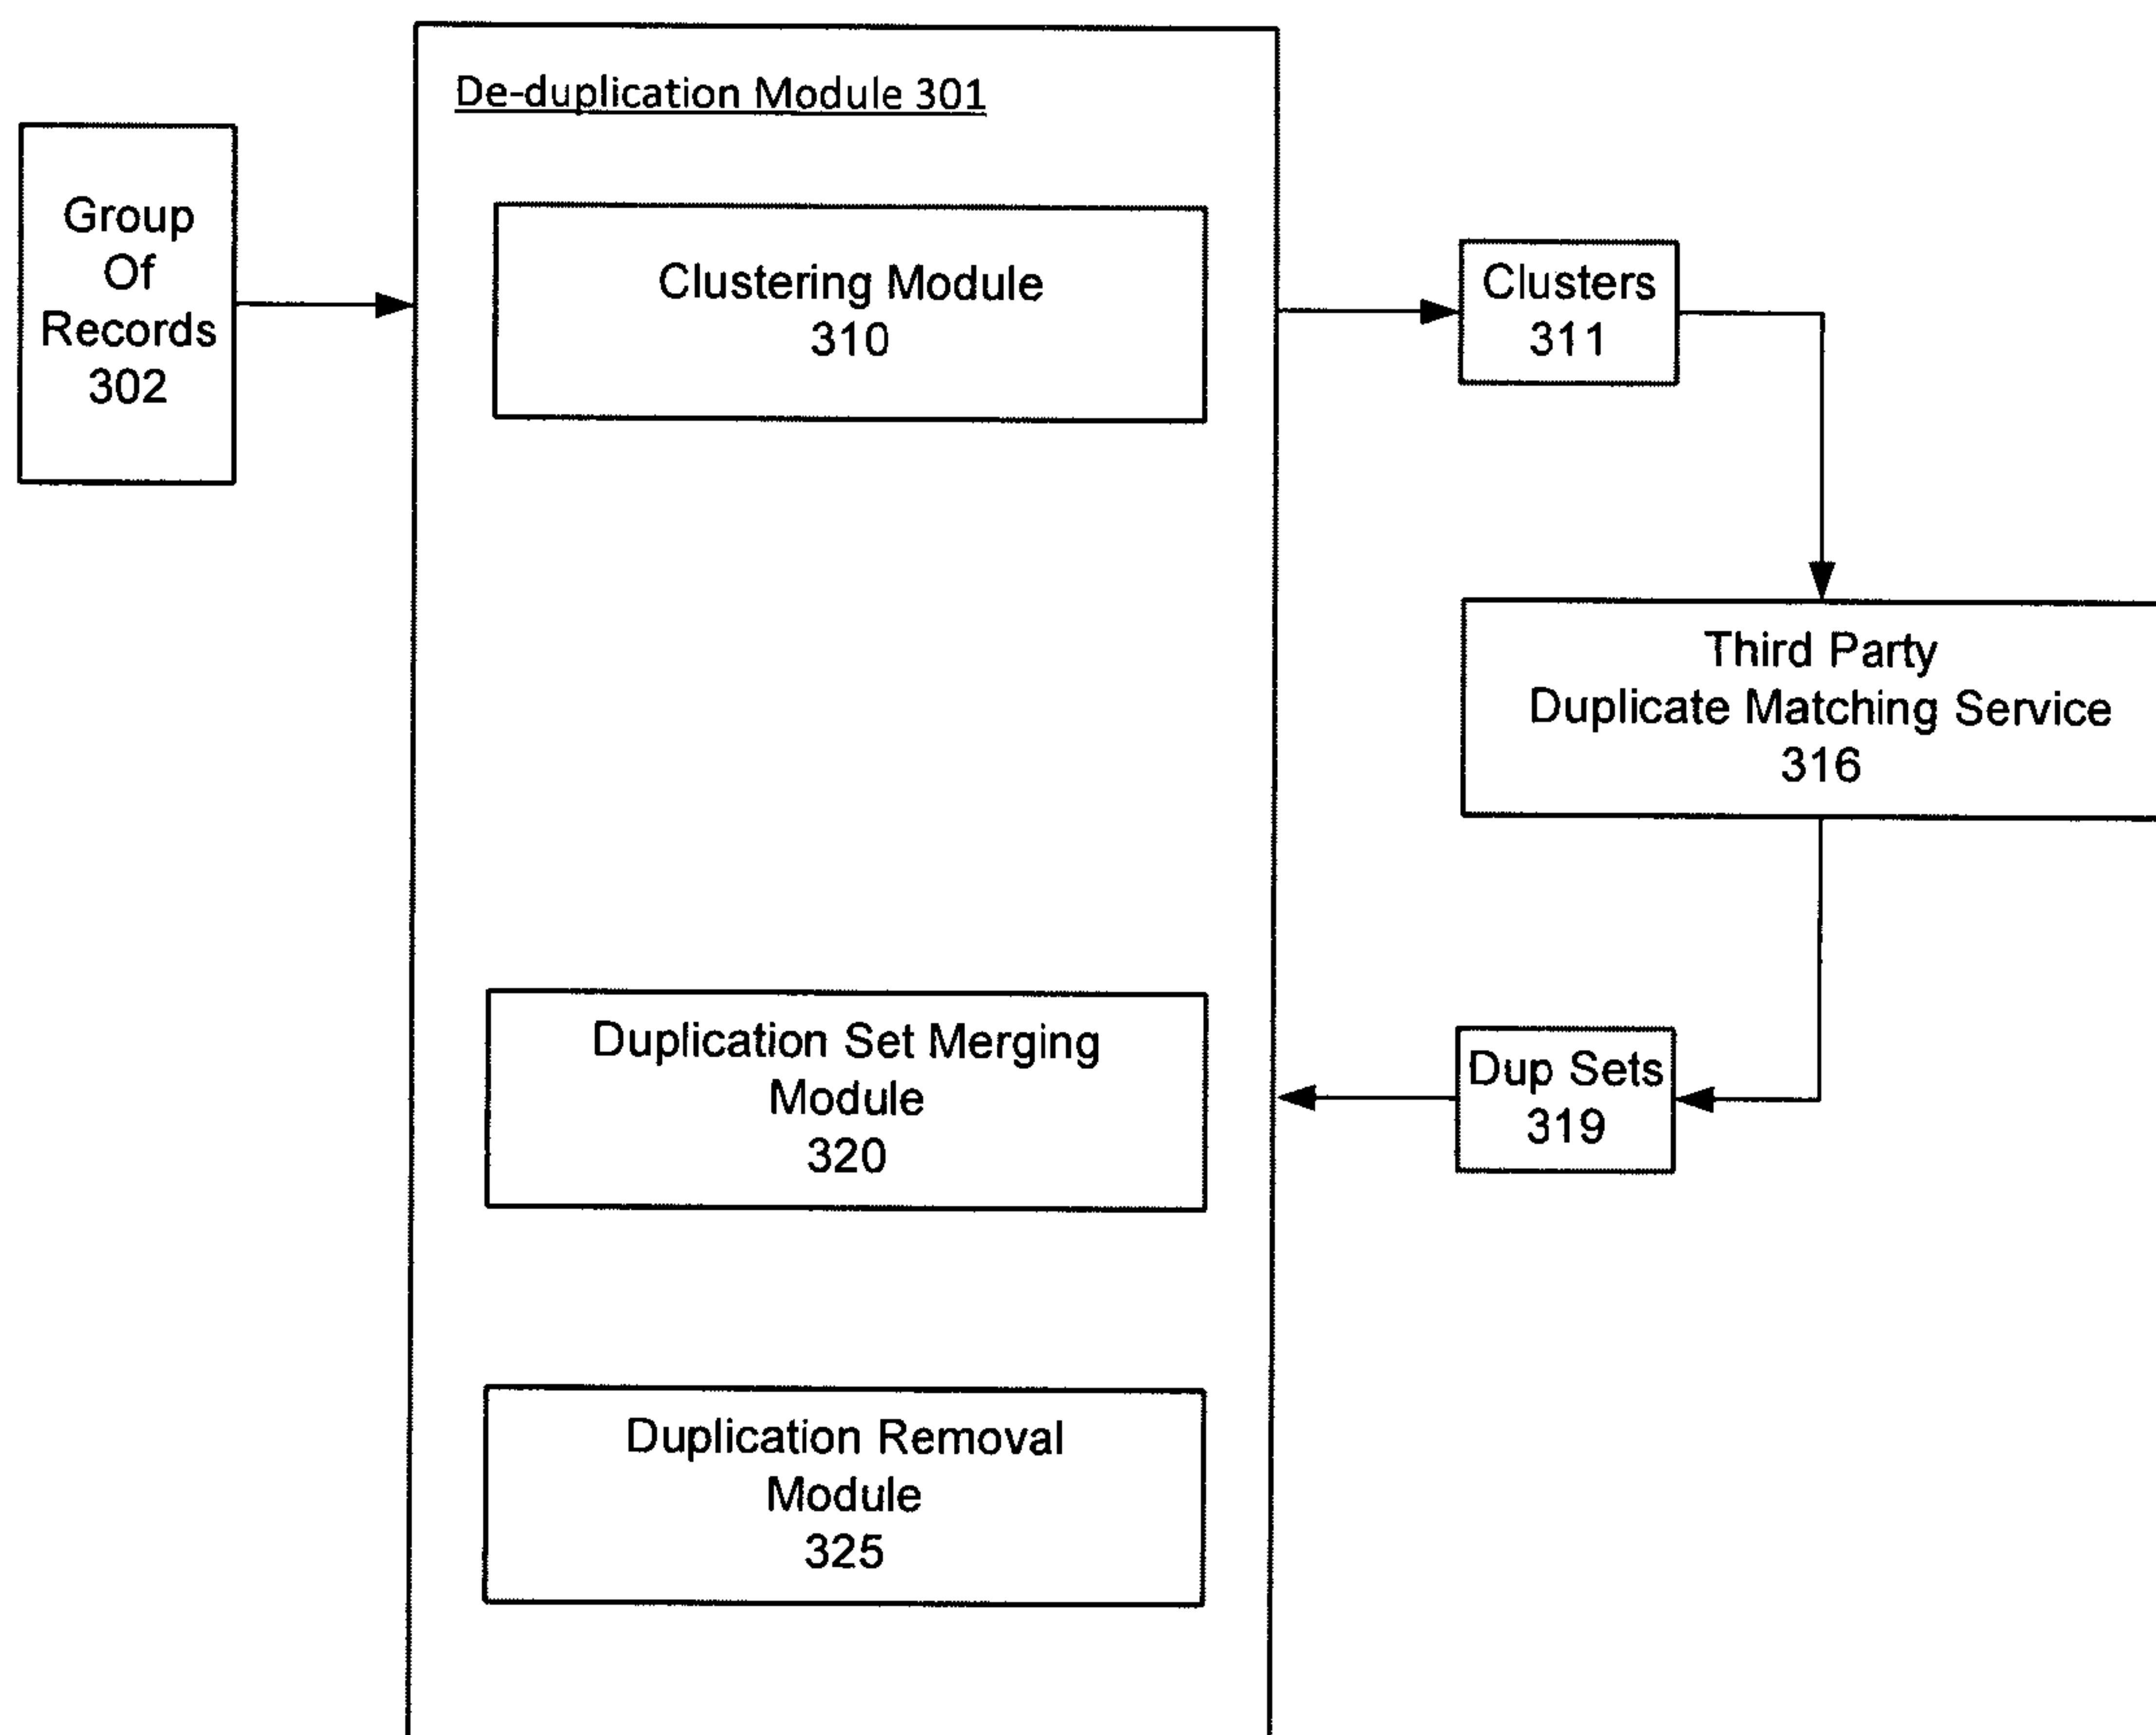 De-duplication Module 301
Group
Of
Records
302
Clustering Module
310
Clusters
311
Third Party
Duplicate Matching Service
316
Duplication Set Merging
Module
320
Dup Sets
319
Duplication Removal
Module
325